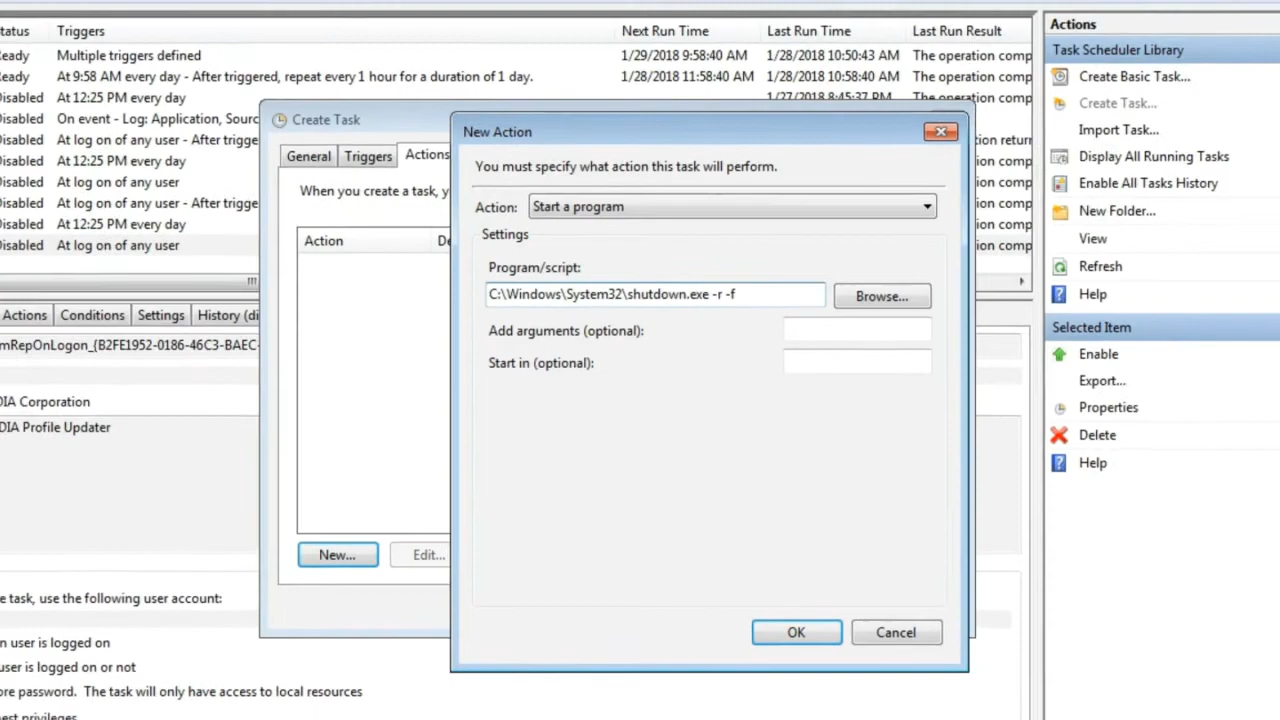 tatus Triggers Next Run Time Last Run Time Last Run Result
eady Multiple triggers defined 1/29/2018 9:58:40 AM 1/28/2018 10:50:43 AM The operation comp
eady At 9:58 AM every day - After triggered, repeat every 1 hour for a duration of 1 day. 1/28/2018 11:58:40 AM 1/28/2018 10:58:40 AM The operation comp
Disabled At 12:25 PM every day 1/27/2018 8:45:37 PM The operation comp
Disabled On event - Log: Application, Sourc
Disabled At log on of any user - After trigge ion return
Disabled At 12:25 PM every day ion comp
Disabled At log on of any user ion comp
Disabled At log on of any user - After trigge ion comp
Disabled At 12:25 PM every day ion comp
Disabled At log on of any user ion comp
Actions Conditions Settings History (di
mRepOnLogon_{B2FE1952-0186-46C3-BAEC-
DIA Corporation
DIA Profile Updater
e task, use the following user account:
n user is logged on
user is logged on or not
ore password. The task will only have access to local resources
hest privileges
Create Task
General Triggers Actions
When you create a task, y
Action De
New... Edit...
New Action
You must specify what action this task will perform.
Action: Start a program
Settings
Program/script:
C:\Windows\System32\shutdown.exe -r -f Browse...
Add arguments (optional):
Start in (optional):
OK Cancel
Actions
Task Scheduler Library
Create Basic Task...
Create Task...
Import Task...
Display All Running Tasks
Enable All Tasks History
New Folder...
View
Refresh
Help
Selected Item
Enable
Export...
Properties
Delete
Help